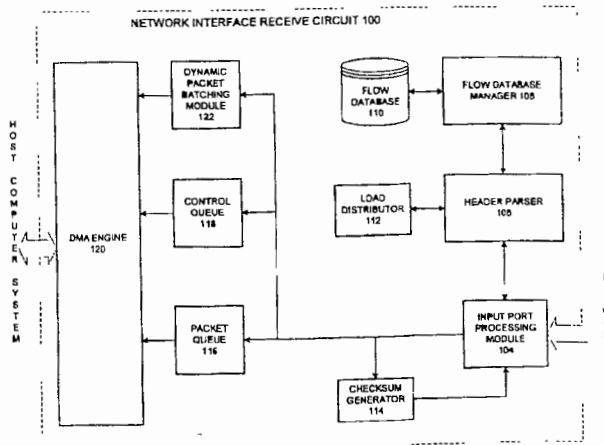 NETWORK INTERFACE RECEIVE CIRCUIT 100
DYNAMIC
PACKET
BATCHING
MODULE
122
FLOW
DATABASE
110
FLOW DATABASE
MANAGER 108
HOST COMPUTER SYSTEM
CONTROL
QUEUE
118
LOAD
DISTRIBUTOR
112
HEADER PARSER
106
DMA ENGINE
120
PACKET
QUEUE
116
INPUT PORT
PROCESSING
MODULE
104
CHECKSUM
GENERATOR
114